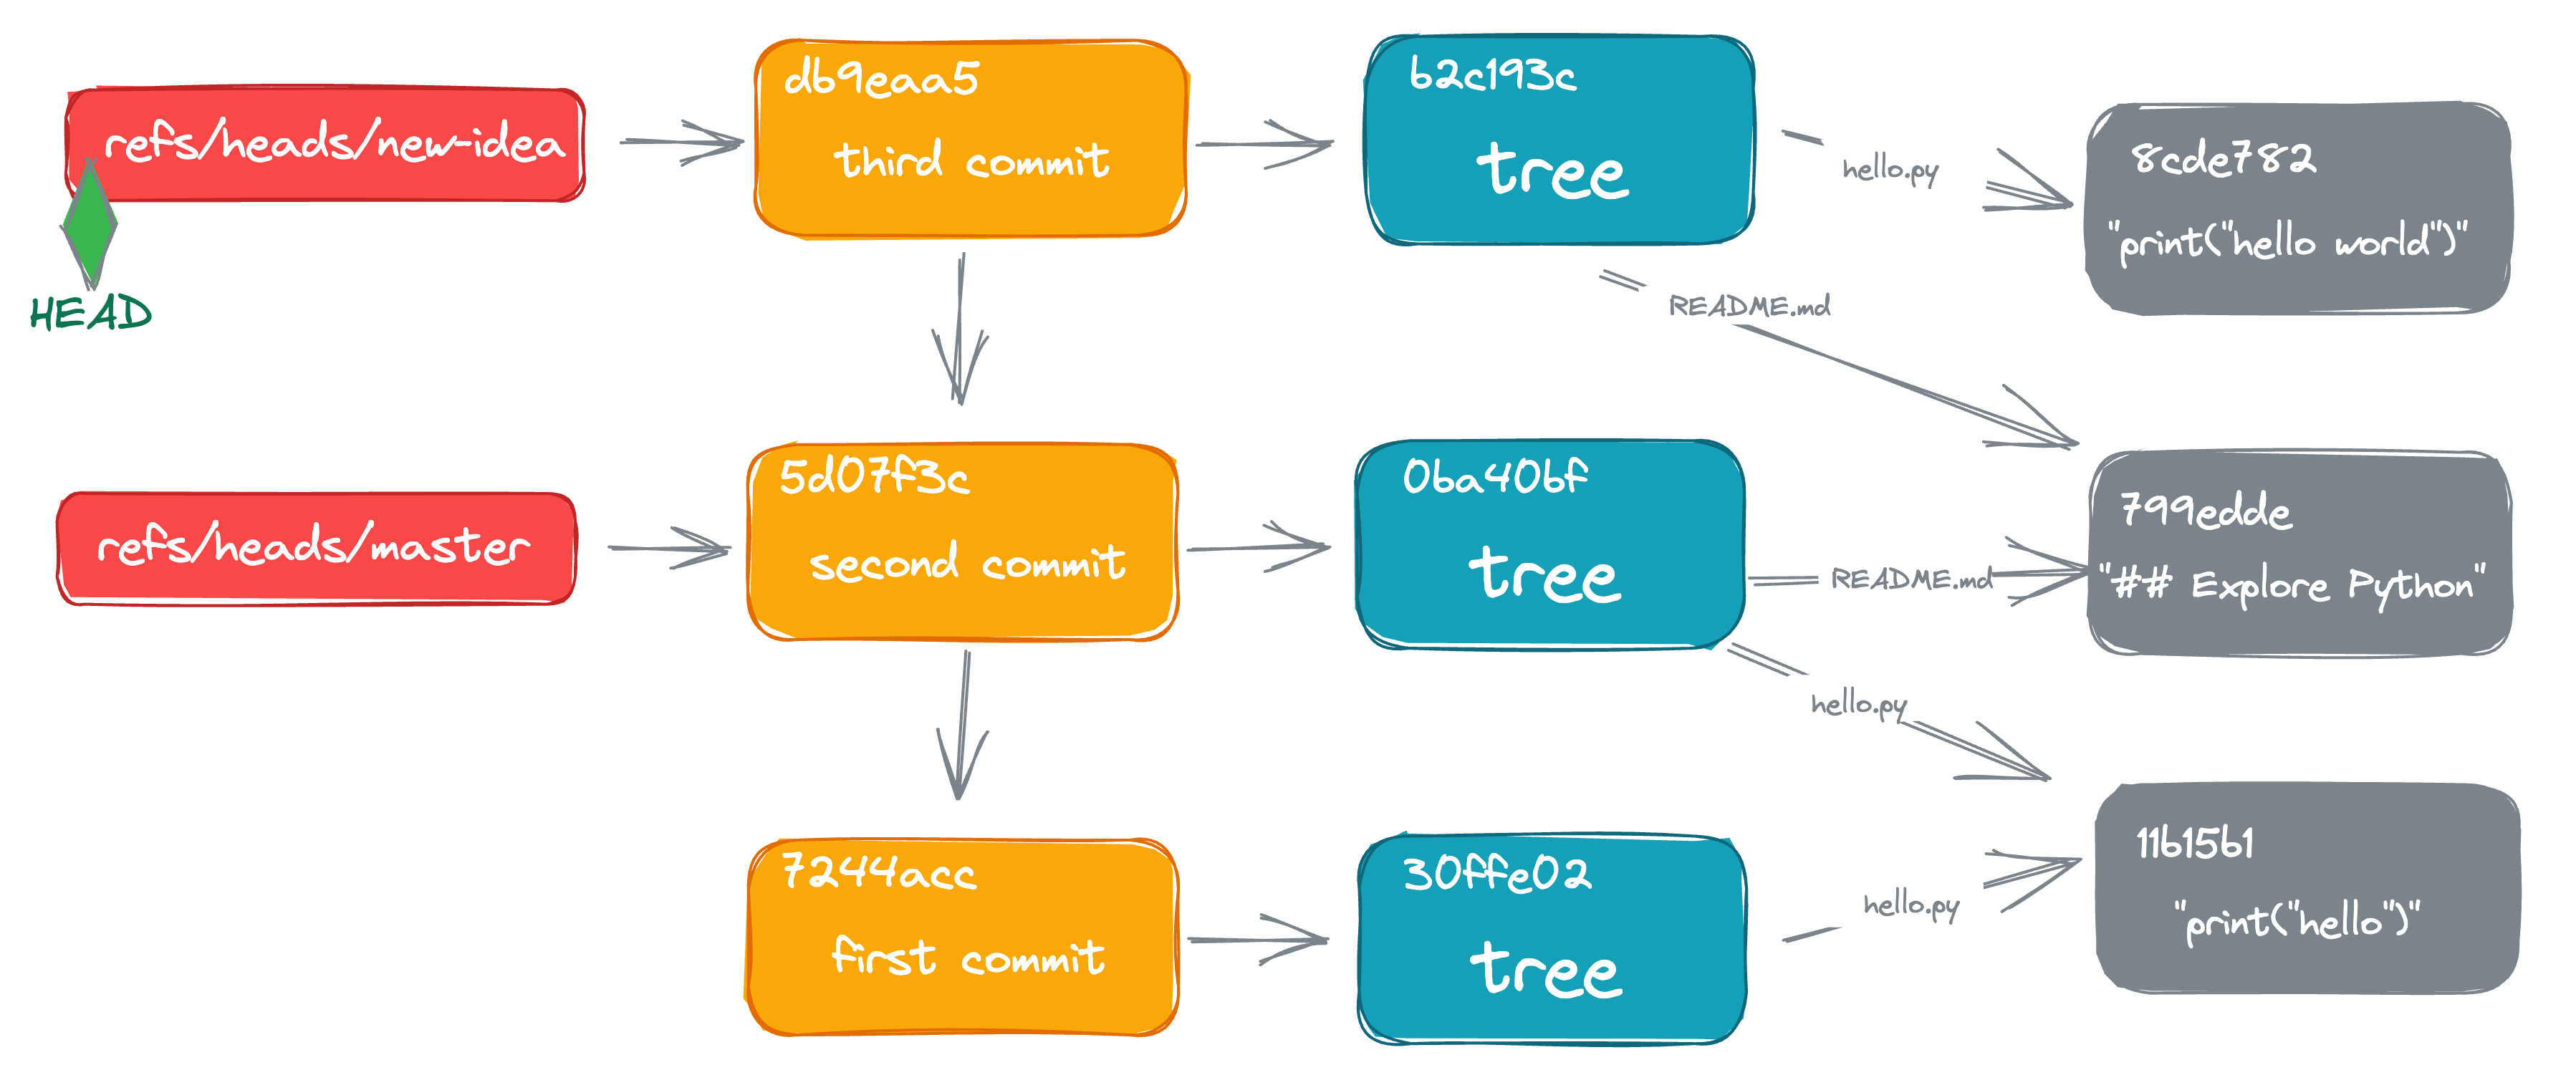 refs/heads/new-idea
HEAD
db9eaa5
third commit
b2c193c
tree
hello.py
README.md
8cde782
"print("hello world")"
refs/heads/master
5d07f3c
second commit
0ba40bf
tree
README.md
hello.py
799edde
"## Explore Python"
7244acc
first commit
30ffe02
tree
hello.py
11b15b1
"print("hello")"